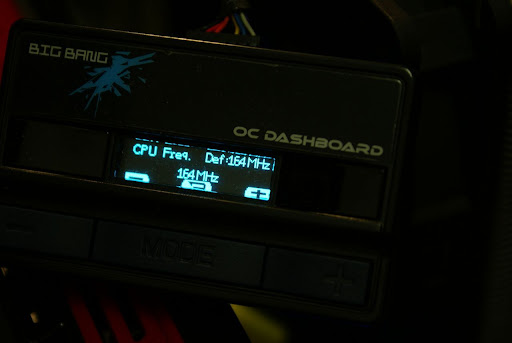 BIG BANG
OC DASHBOARD
CPU Freq. Def:164MHz
164MHz
MODE